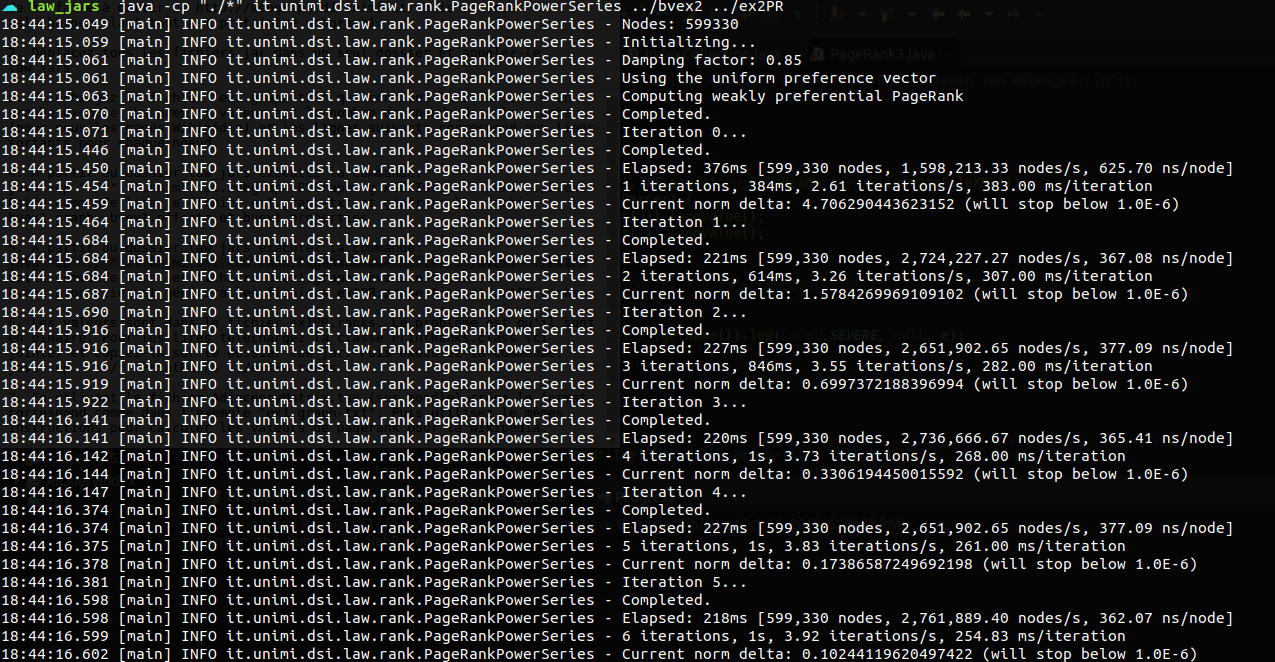 law_jars java -cp "./*" it.unimi.dsi.law.rank.PageRankPowerSeries ../bvex2 ../ex2PR
18:44:15.049 [main] INFO it.unimi.dsi.law.rank.PageRankPowerSeries - Nodes: 599330
18:44:15.059 [main] INFO it.unimi.dsi.law.rank.PageRankPowerSeries - Initializing...
18:44:15.061 [main] INFO it.unimi.dsi.law.rank.PageRankPowerSeries - Damping factor: 0.85
18:44:15.061 [main] INFO it.unimi.dsi.law.rank.PageRankPowerSeries - Using the uniform preference vector
18:44:15.063 [main] INFO it.unimi.dsi.law.rank.PageRankPowerSeries - Computing weakly preferential PageRank
18:44:15.070 [main] INFO it.unimi.dsi.law.rank.PageRankPowerSeries - Completed.
18:44:15.071 [main] INFO it.unimi.dsi.law.rank.PageRankPowerSeries - Iteration 0...
18:44:15.446 [main] INFO it.unimi.dsi.law.rank.PageRankPowerSeries - Completed.
18:44:15.450 [main] INFO it.unimi.dsi.law.rank.PageRankPowerSeries - Elapsed: 376ms [599,330 nodes, 1,598,213.33 nodes/s, 625.70 ns/node]
18:44:15.454 [main] INFO it.unimi.dsi.law.rank.PageRankPowerSeries - 1 iterations, 384ms, 2.61 iterations/s, 383.00 ms/iteration
18:44:15.459 [main] INFO it.unimi.dsi.law.rank.PageRankPowerSeries - Current norm delta: 4.706290443623152 (will stop below 1.0E-6)
18:44:15.464 [main] INFO it.unimi.dsi.law.rank.PageRankPowerSeries - Iteration 1...
18:44:15.684 [main] INFO it.unimi.dsi.law.rank.PageRankPowerSeries - Completed.
18:44:15.684 [main] INFO it.unimi.dsi.law.rank.PageRankPowerSeries - Elapsed: 221ms [599,330 nodes, 2,724,227.27 nodes/s, 367.08 ns/node]
18:44:15.684 [main] INFO it.unimi.dsi.law.rank.PageRankPowerSeries - 2 iterations, 614ms, 3.26 iterations/s, 307.00 ms/iteration
18:44:15.687 [main] INFO it.unimi.dsi.law.rank.PageRankPowerSeries - Current norm delta: 1.5784269969109102 (will stop below 1.0E-6)
18:44:15.690 [main] INFO it.unimi.dsi.law.rank.PageRankPowerSeries - Iteration 2...
18:44:15.916 [main] INFO it.unimi.dsi.law.rank.PageRankPowerSeries - Completed.
18:44:15.916 [main] INFO it.unimi.dsi.law.rank.PageRankPowerSeries - Elapsed: 227ms [599,330 nodes, 2,651,902.65 nodes/s, 377.09 ns/node]
18:44:15.916 [main] INFO it.unimi.dsi.law.rank.PageRankPowerSeries - 3 iterations, 846ms, 3.55 iterations/s, 282.00 ms/iteration
18:44:15.919 [main] INFO it.unimi.dsi.law.rank.PageRankPowerSeries - Current norm delta: 0.6997372188396994 (will stop below 1.0E-6)
18:44:15.922 [main] INFO it.unimi.dsi.law.rank.PageRankPowerSeries - Iteration 3...
18:44:16.141 [main] INFO it.unimi.dsi.law.rank.PageRankPowerSeries - Completed.
18:44:16.141 [main] INFO it.unimi.dsi.law.rank.PageRankPowerSeries - Elapsed: 220ms [599,330 nodes, 2,736,666.67 nodes/s, 365.41 ns/node]
18:44:16.142 [main] INFO it.unimi.dsi.law.rank.PageRankPowerSeries - 4 iterations, 1s, 3.73 iterations/s, 268.00 ms/iteration
18:44:16.144 [main] INFO it.unimi.dsi.law.rank.PageRankPowerSeries - Current norm delta: 0.3306194450015592 (will stop below 1.0E-6)
18:44:16.147 [main] INFO it.unimi.dsi.law.rank.PageRankPowerSeries - Iteration 4...
18:44:16.374 [main] INFO it.unimi.dsi.law.rank.PageRankPowerSeries - Completed.
18:44:16.374 [main] INFO it.unimi.dsi.law.rank.PageRankPowerSeries - Elapsed: 227ms [599,330 nodes, 2,651,902.65 nodes/s, 377.09 ns/node]
18:44:16.375 [main] INFO it.unimi.dsi.law.rank.PageRankPowerSeries - 5 iterations, 1s, 3.83 iterations/s, 261.00 ms/iteration
18:44:16.378 [main] INFO it.unimi.dsi.law.rank.PageRankPowerSeries - Current norm delta: 0.17386587249692198 (will stop below 1.0E-6)
18:44:16.381 [main] INFO it.unimi.dsi.law.rank.PageRankPowerSeries - Iteration 5...
18:44:16.598 [main] INFO it.unimi.dsi.law.rank.PageRankPowerSeries - Completed.
18:44:16.598 [main] INFO it.unimi.dsi.law.rank.PageRankPowerSeries - Elapsed: 218ms [599,330 nodes, 2,761,889.40 nodes/s, 362.07 ns/node]
18:44:16.599 [main] INFO it.unimi.dsi.law.rank.PageRankPowerSeries - 6 iterations, 1s, 3.92 iterations/s, 254.83 ms/iteration
18:44:16.602 [main] INFO it.unimi.dsi.law.rank.PageRankPowerSeries - Current norm delta: 0.10244119620497422 (will stop below 1.0E-6)
PageRank3.java